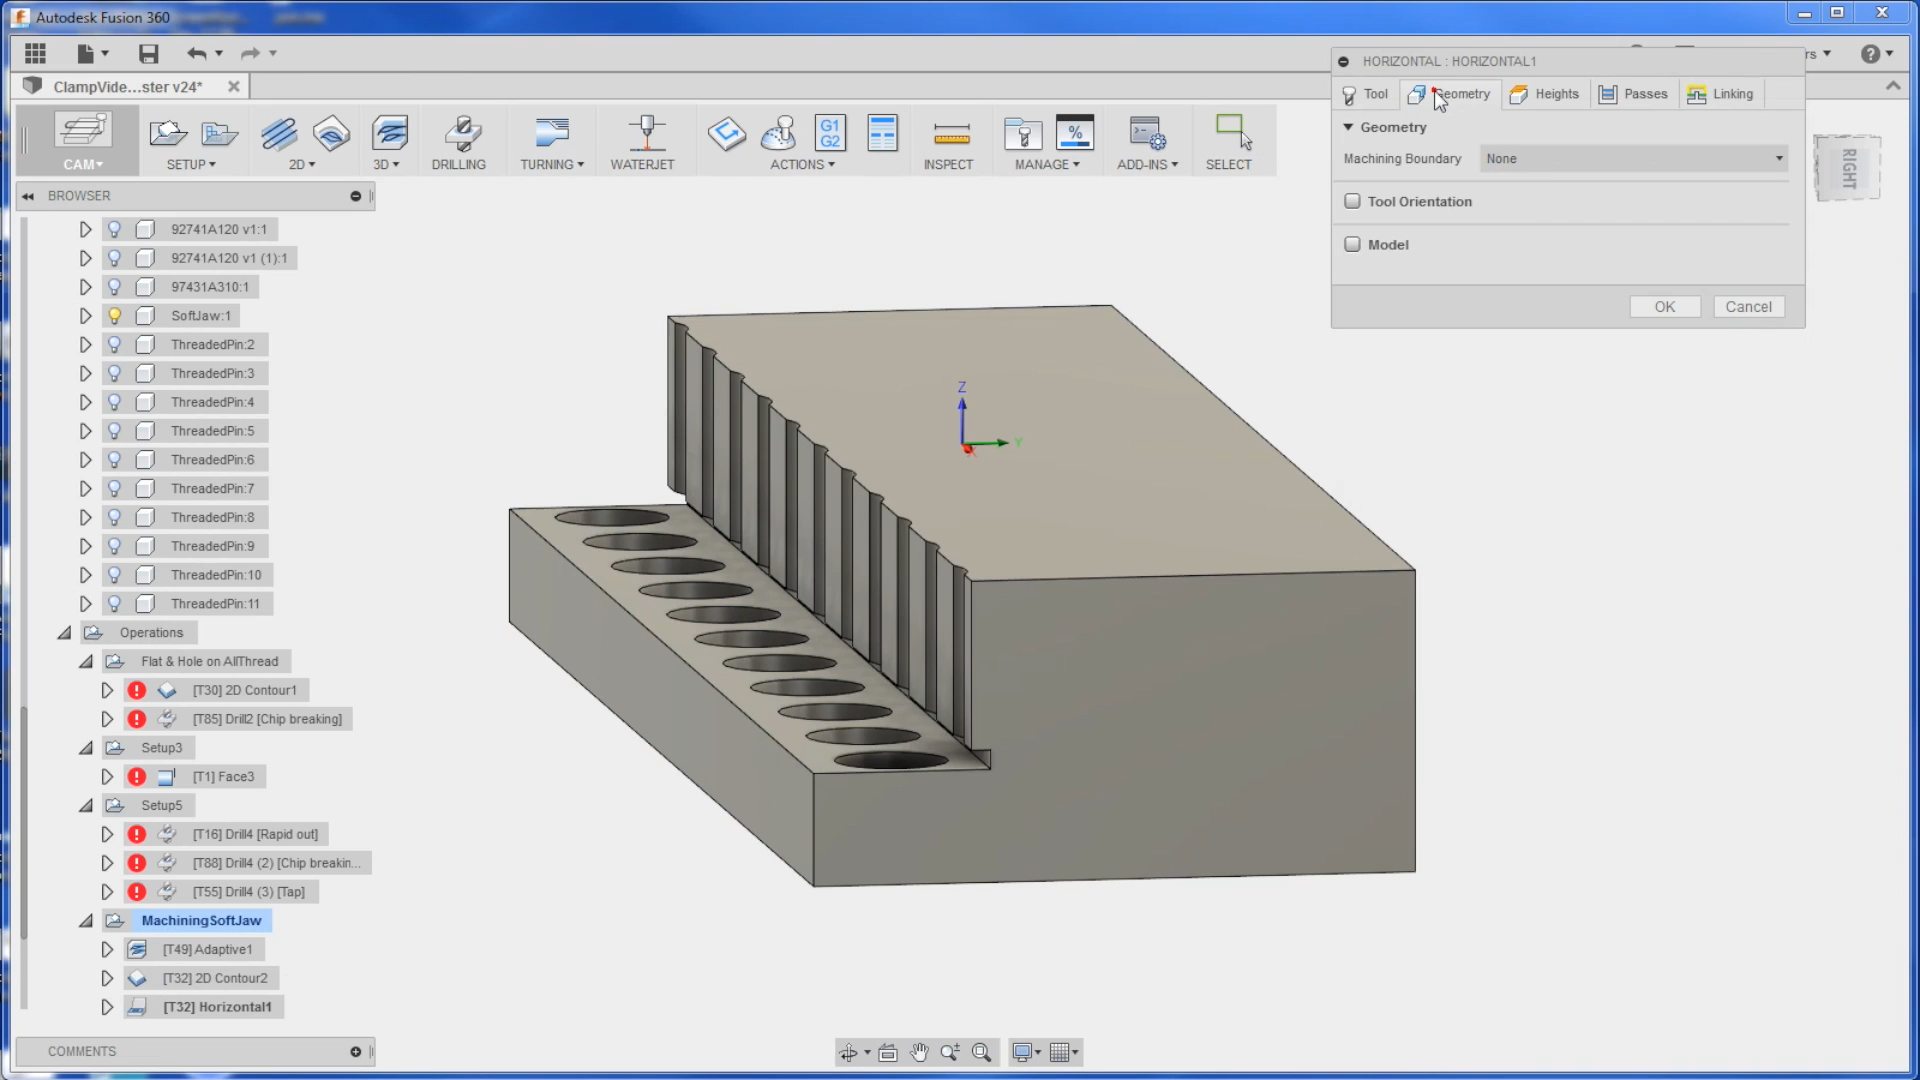 Autodesk Fusion 360
ClampVide...ster v24*
rs
HORIZONTAL : HORIZONTAL1
Tool
Geometry
Heights
Passes
Linking
Geometry
Machining Boundary
None
Tool Orientation
Model
OK
Cancel
RIGHT
CAM
SETUP
2D
3D
DRILLING
TURNING
WATERJET
G1
G2
ACTIONS
INSPECT
%
MANAGE
ADD-INS
SELECT
BROWSER
92741A120 v1:1
92741A120 v1 (1):1
97431A310:1
SoftJaw:1
ThreadedPin:2
ThreadedPin:3
ThreadedPin:4
ThreadedPin:5
ThreadedPin:6
ThreadedPin:7
ThreadedPin:8
ThreadedPin:9
ThreadedPin:10
ThreadedPin:11
Operations
Flat & Hole on AllThread
[T30] 2D Contour1
[T85] Drill2 [Chip breaking]
Setup3
[T1] Face3
Setup5
[T16] Drill4 [Rapid out]
[T88] Drill4 (2) [Chip breakin...
[T55] Drill4 (3) [Tap]
MachiningSoftJaw
[T49] Adaptive1
[T32] 2D Contour2
[T32] Horizontal1
Z
Y
COMMENTS